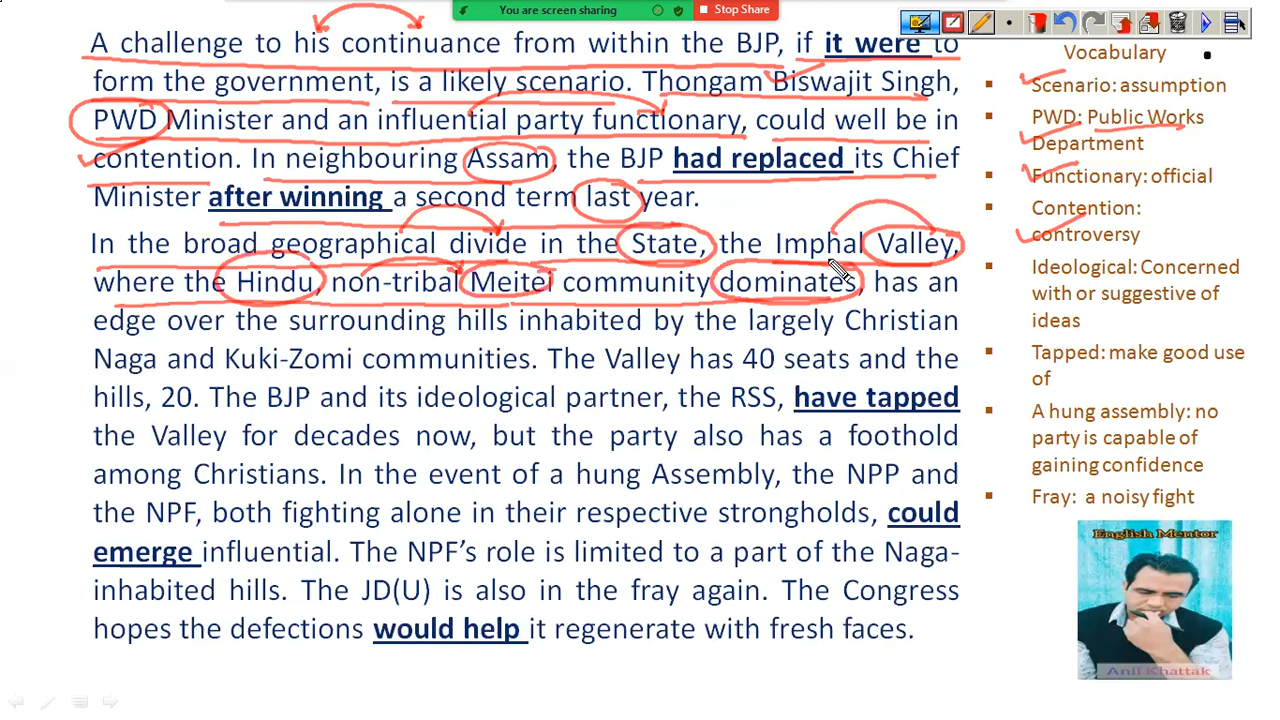 You are screen sharing
Stop Share
A challenge to his continuance from within the BJP, if it were to
form the government, is a likely scenario. Thongam Biswajit Singh,
PWD Minister and an influential party functionary, could well be in
contention. In neighbouring Assam, the BJP had replaced its Chief
Minister after winning a second term last year.
In the broad geographical divide in the State, the Imphal Valley,
where the Hindu, non-tribal Meitei community dominates, has an
edge over the surrounding hills inhabited by the largely Christian
Naga and Kuki-Zomi communities. The Valley has 40 seats and the
hills, 20. The BJP and its ideological partner, the RSS, have tapped
the Valley for decades now, but the party also has a foothold
among Christians. In the event of a hung Assembly, the NPP and
the NPF, both fighting alone in their respective strongholds, could
emerge influential. The NPF's role is limited to a part of the Naga-
inhabited hills. The JD(U) is also in the fray again. The Congress
hopes the defections would help it regenerate with fresh faces.
Vocabulary
Scenario: assumption
PWD: Public Works
Department
Functionary: official
Contention:
controversy
Ideological: Concerned
with or suggestive of
ideas
Tapped: make good use
of
A hung assembly: no
party is capable of
gaining confidence
Fray: a noisy fight
English Mentor
Anil Khattak